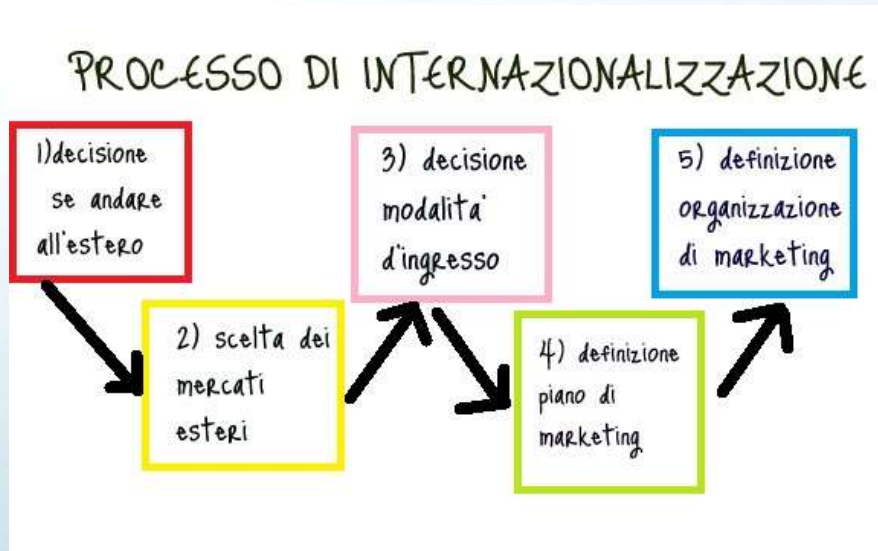 PROCESSO DI INTERNAZIONALIZZAZIONE
1)decisione
se andare
all'estero
2) scelta dei
mercati
esteri
3) decisione
modalita'
d'ingresso
4) definizione
piano di
marketing
5) definizione
organizzazione
di marketing